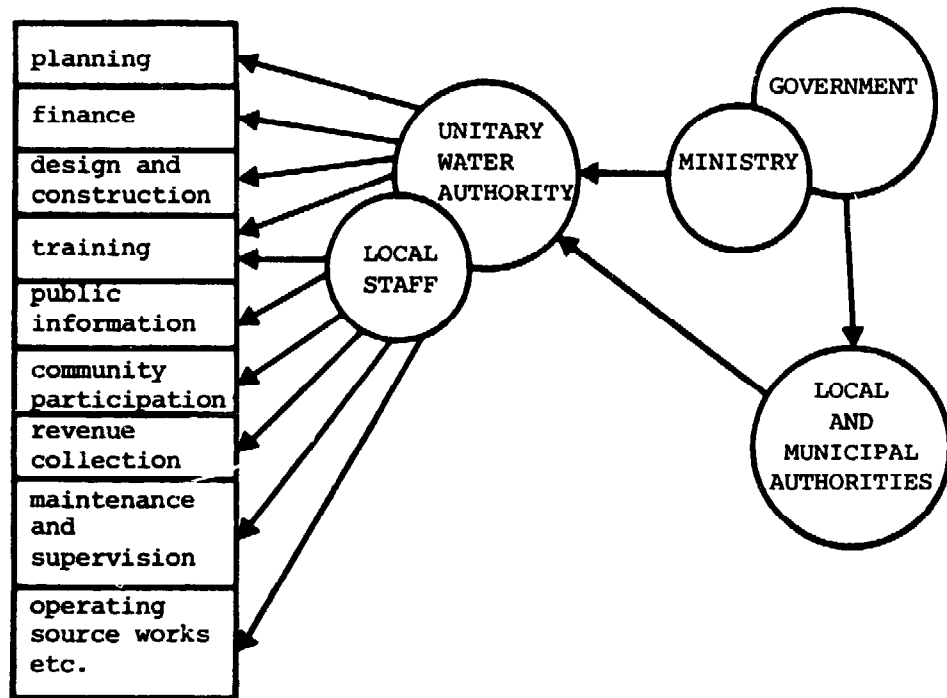 planning
finance
design and
construction
training
public
information
community
participation
revenue
collection
maintenance
and
supervision
operating
source works
etc.
UNITARY
WATER
AUTHORITY
LOCAL
STAFF
MINISTRY
GOVERNMENT
LOCAL
AND
MUNICIPAL
AUTHORITIES